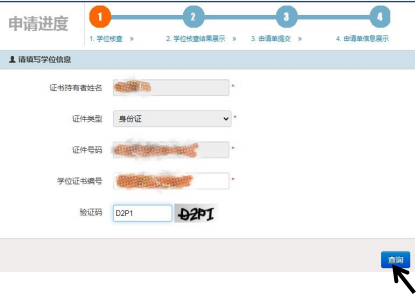 申请进度
1 2 3 4
1. 学位核查 » 2. 学位核查结果展示 » 3. 申请单提交 » 4. 申请单信息展示
请填写学位信息
证书持有者姓名 *
证件类型 身份证 *
证件号码 *
学位证书编号 *
验证码 D2P1 D2PI
查询